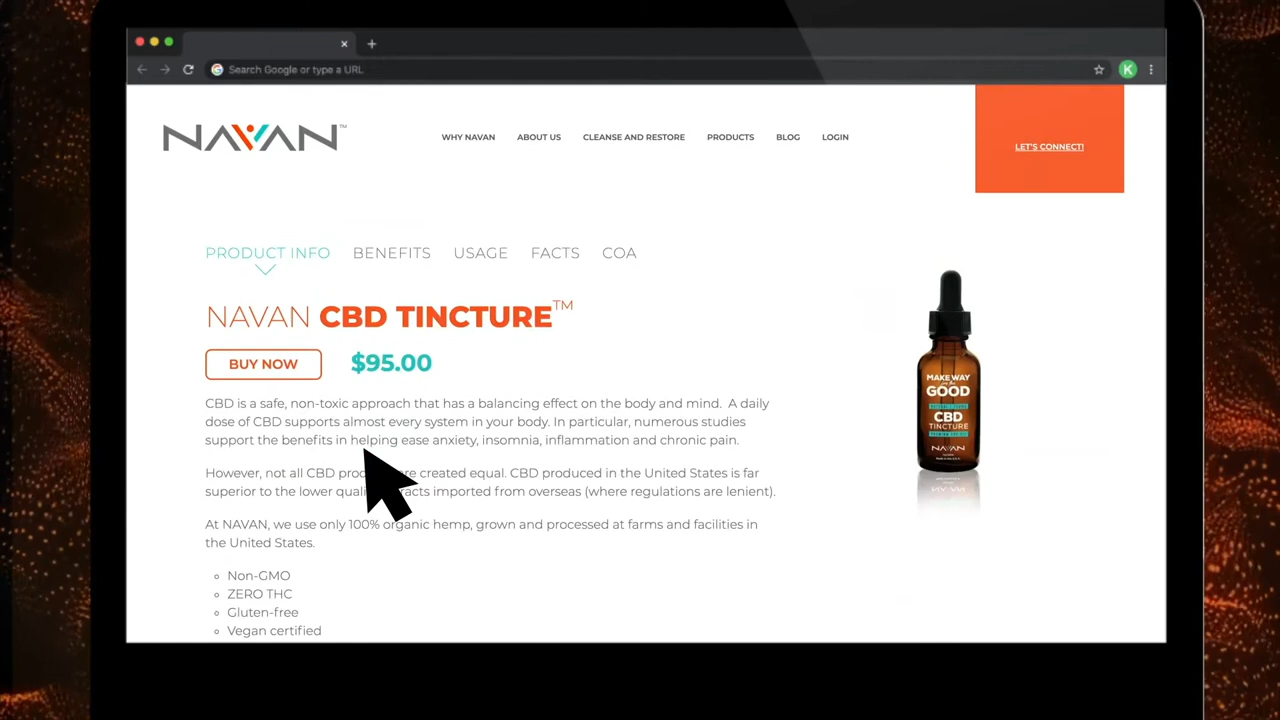 Search Google or type a URL
K
NAVAN™
WHY NAVAN
ABOUT US
CLEANSE AND RESTORE
PRODUCTS
BLOG
LOGIN
LET'S CONNECT!
PRODUCT INFO
BENEFITS
USAGE
FACTS
COA
NAVAN CBD TINCTURE™
BUY NOW
$95.00
CBD is a safe, non-toxic approach that has a balancing effect on the body and mind. A daily
dose of CBD supports almost every system in your body. In particular, numerous studies
support the benefits in helping ease anxiety, insomnia, inflammation and chronic pain.
However, not all CBD are created equal. CBD produced in the United States is far
superior to the lower imported from overseas (where regulations are lenient).
At NAVAN, we use only 100% organic hemp, grown and processed at farms and facilities in
the United States.
Non-GMO
ZERO THC
Gluten-free
Vegan certified
MAKE WAY
for the
GOOD
CBD
TINCTURE
NAVAN